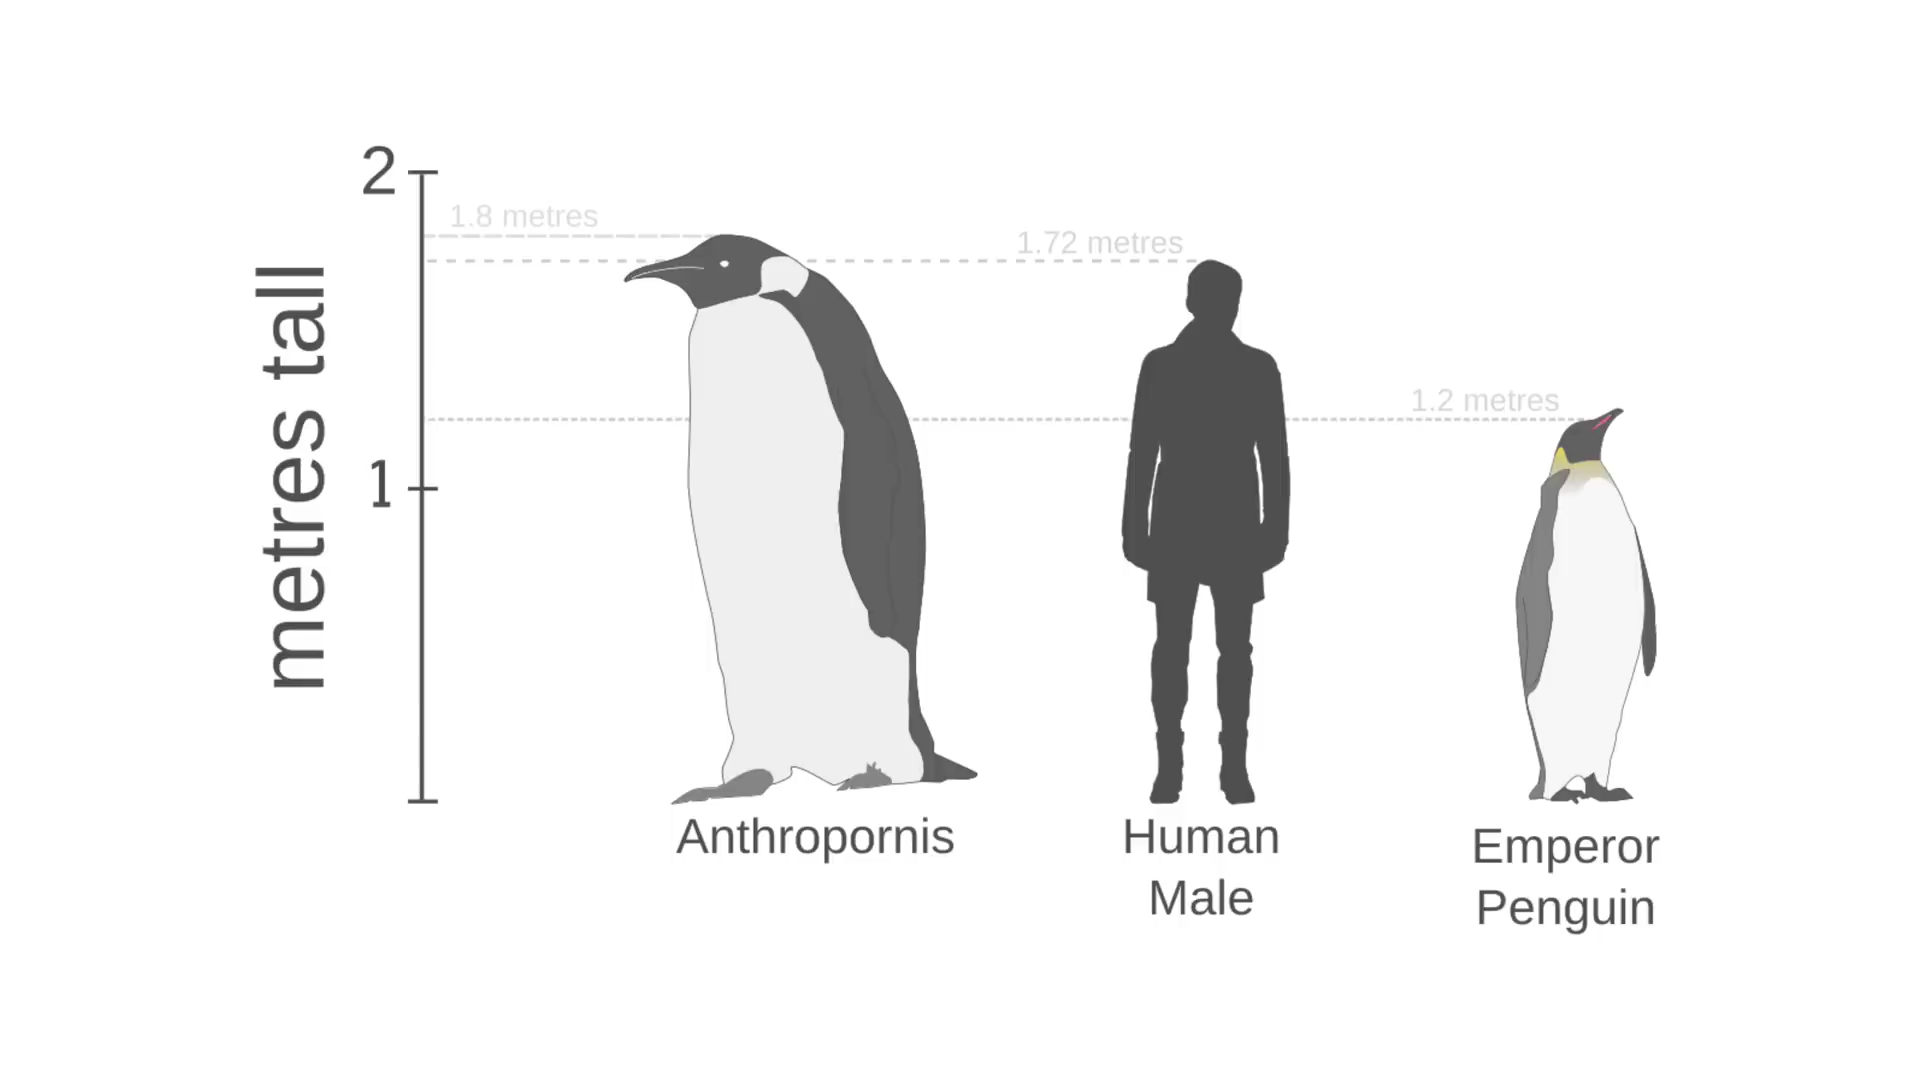 metres tall
2
1
1.8 metres
1.72 metres
1.2 metres
Anthropornis
Human
Male
Emperor
Penguin